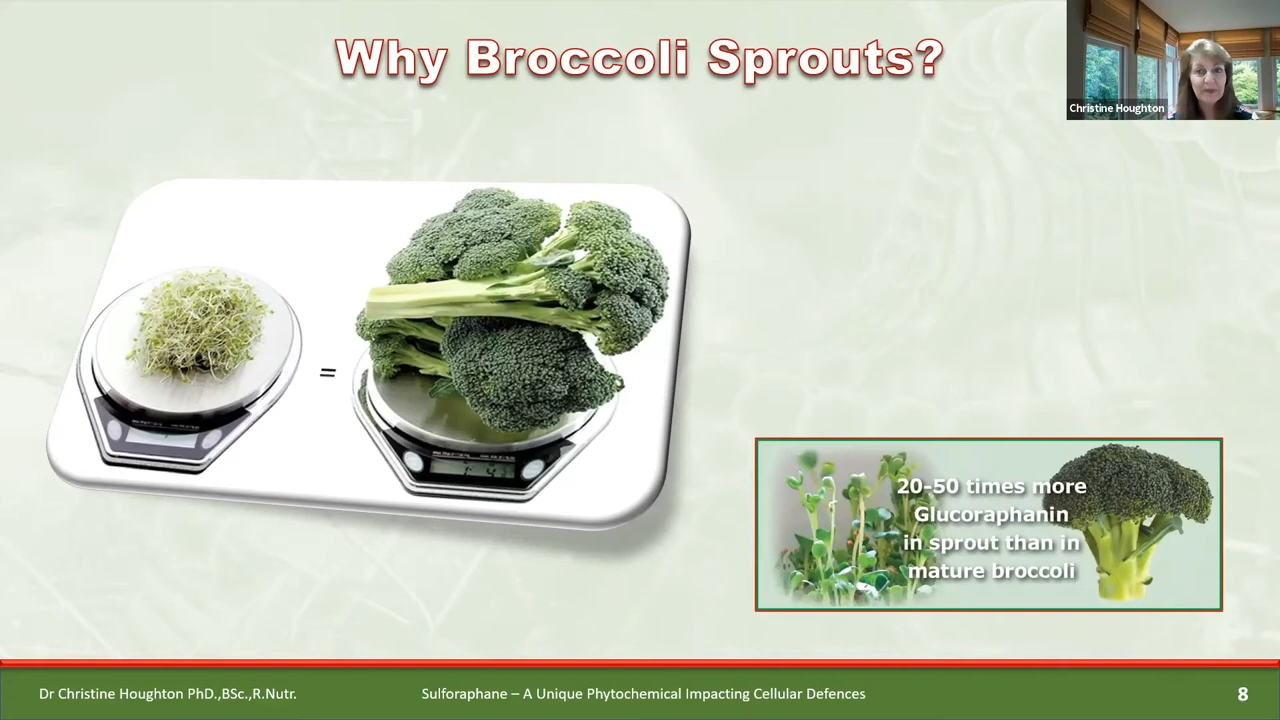 Why Broccoli Sprouts?
Christine Houghton
=
20-50 times more
Glucoraphanin
in sprout than in
mature broccoli
Dr Christine Houghton PhD.,BSc.,R.Nutr.
Sulforaphane – A Unique Phytochemical Impacting Cellular Defences
8